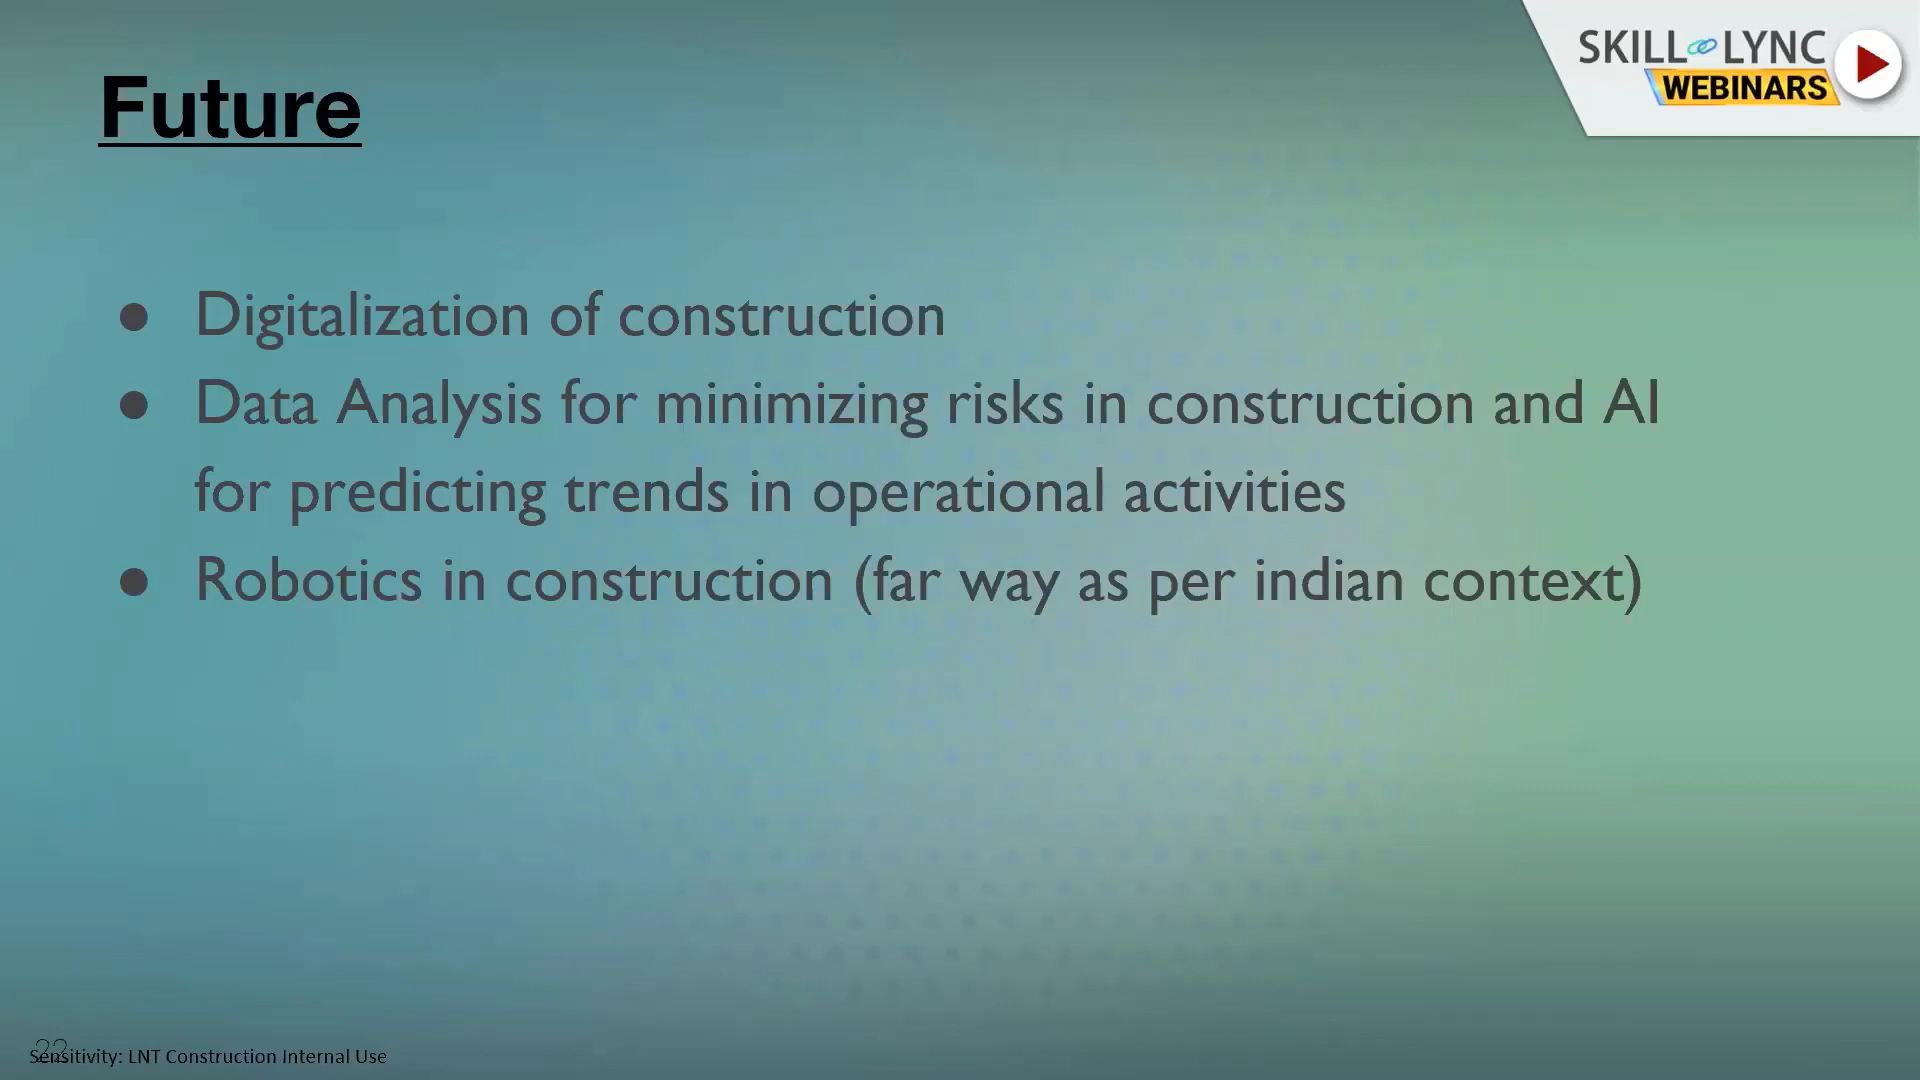 SKILL LYNC
WEBINARS
Future
● Digitalization of construction
● Data Analysis for minimizing risks in construction and AI
for predicting trends in operational activities
● Robotics in construction (far way as per indian context)
22
Sensitivity: LNT Construction Internal Use